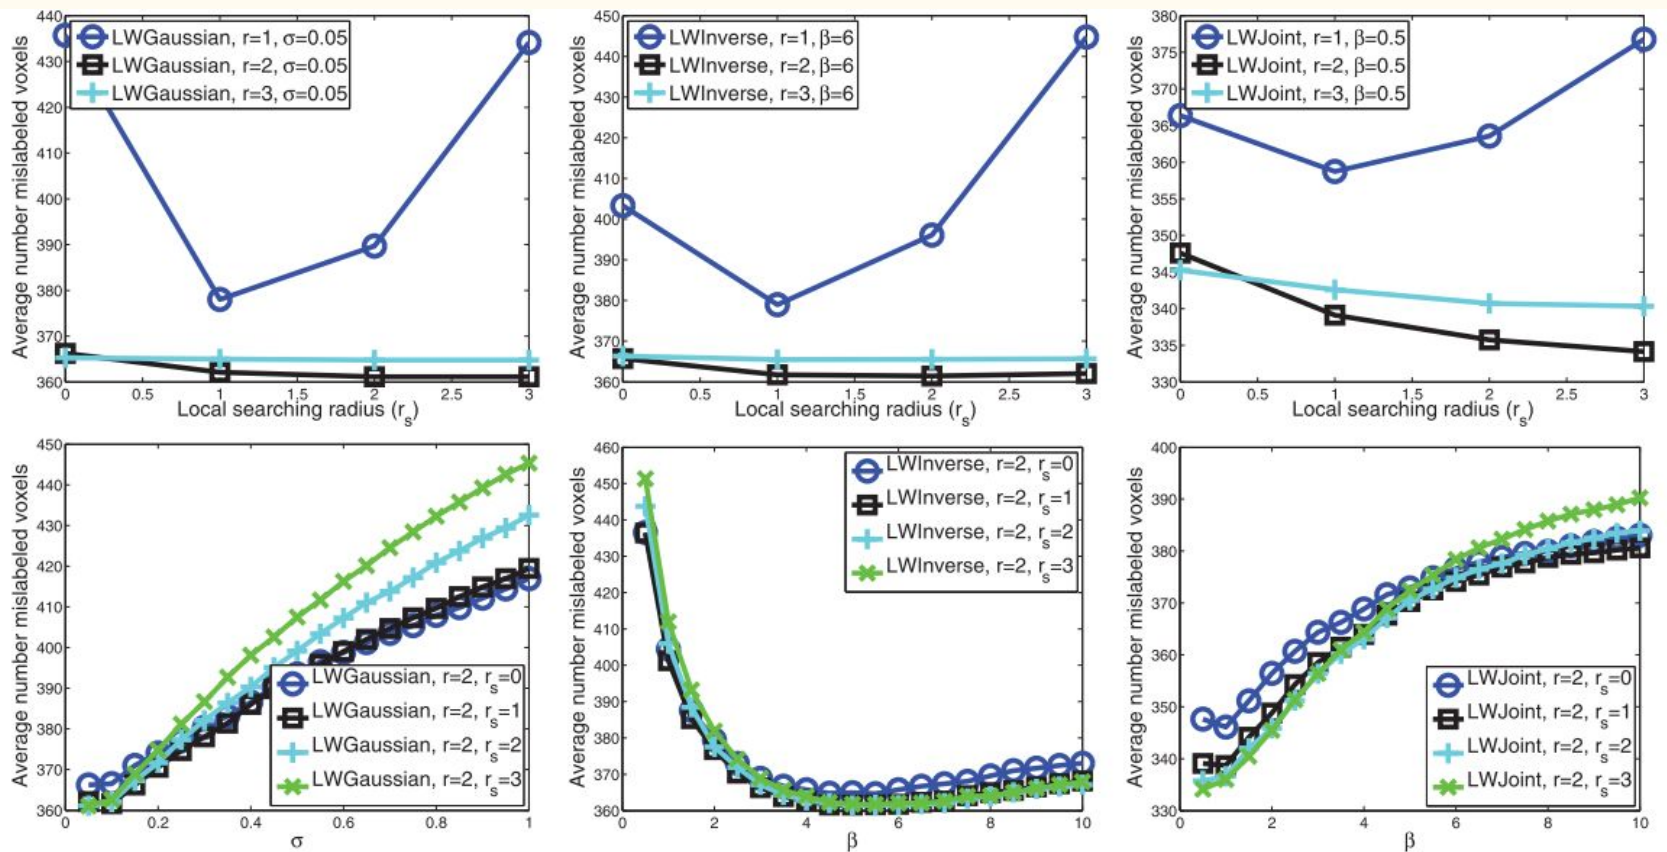 Average number mislabeled voxels
440
430
420
410
400
390
380
370
360
LWGaussian, r=1, σ=0.05
LWGaussian, r=2, σ=0.05
LWGaussian, r=3, σ=0.05
0 0.5 1 1.5 2 2.5 3
Local searching radius (rs)
Average number mislabeled voxels
450
440
430
420
410
400
390
380
370
360
LWInverse, r=1, β=6
LWInverse, r=2, β=6
LWInverse, r=3, β=6
0 0.5 1 1.5 2 2.5 3
Local searching radius (rs)
Average number mislabeled voxels
380
375
370
365
360
355
350
345
340
335
330
LWJoint, r=1, β=0.5
LWJoint, r=2, β=0.5
LWJoint, r=3, β=0.5
0 0.5 1 1.5 2 2.5 3
Local searching radius (rs)
Average number mislabeled voxels
450
440
430
420
410
400
390
380
370
360
LWGaussian, r=2, rs=0
LWGaussian, r=2, rs=1
LWGaussian, r=2, rs=2
LWGaussian, r=2, rs=3
0 0.2 0.4 0.6 0.8 1
σ
Average number mislabeled voxels
460
450
440
430
420
410
400
390
380
370
360
LWInverse, r=2, rs=0
LWInverse, r=2, rs=1
LWInverse, r=2, rs=2
LWInverse, r=2, rs=3
0 2 4 6 8 10
β
Average number mislabeled voxels
400
390
380
370
360
350
340
330
LWJoint, r=2, rs=0
LWJoint, r=2, rs=1
LWJoint, r=2, rs=2
LWJoint, r=2, rs=3
0 2 4 6 8 10
β